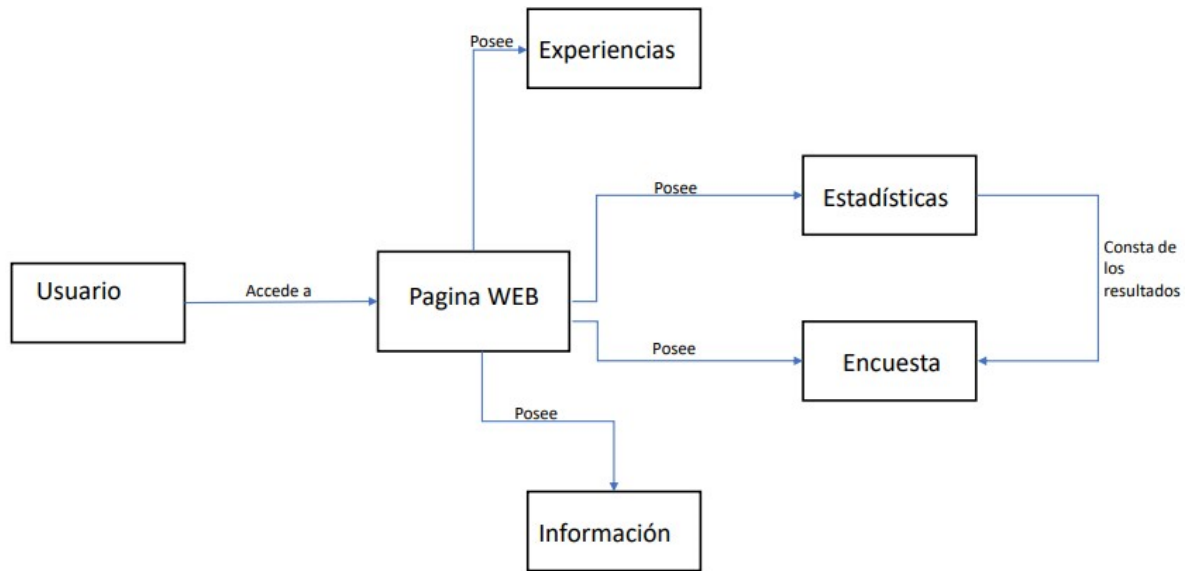 Posee
Experiencias
Posee
Estadísticas
Consta de
los
resultados
Usuario
Accede a
Pagina WEB
Posee
Encuesta
Posee
Información